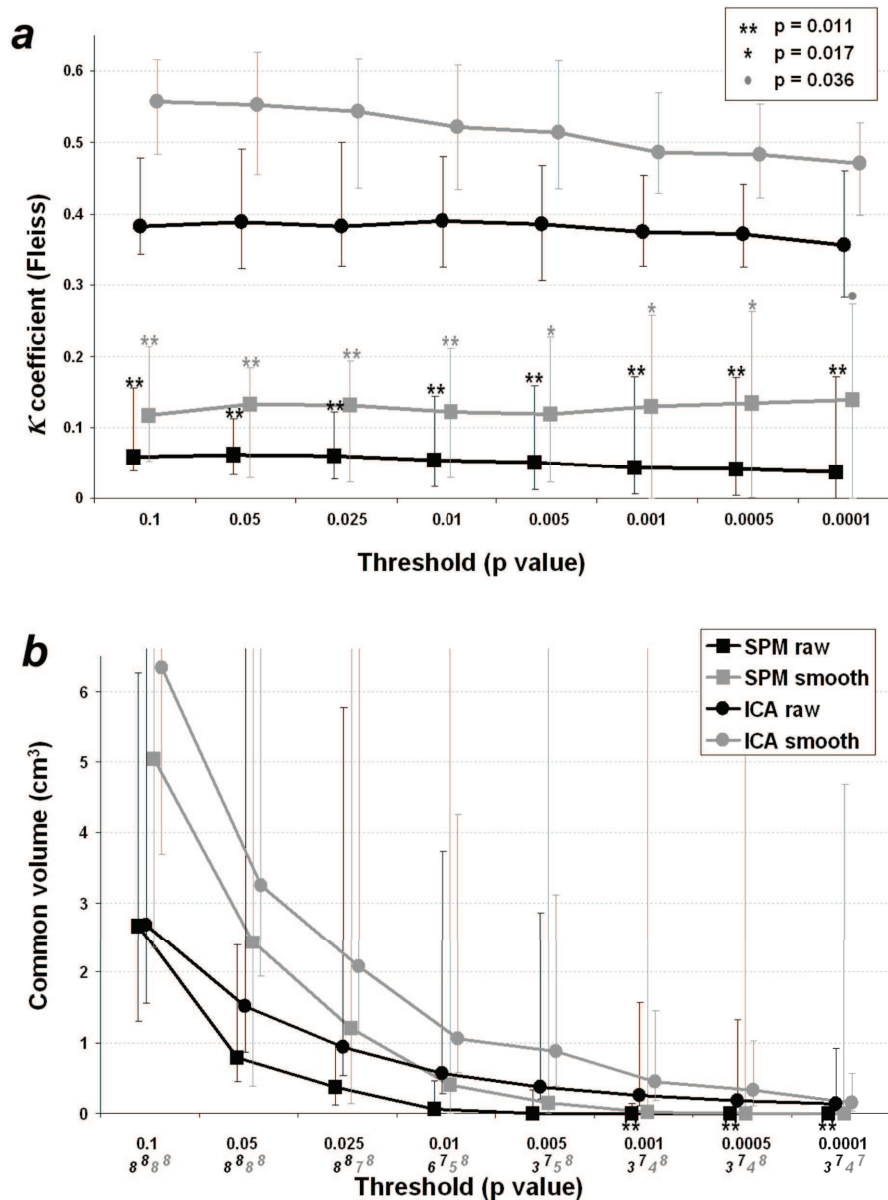 a
** p = 0.011
* p = 0.017
● p = 0.036
0.6
0.5
0.4
0.3
0.2
0.1
0
K coefficient (Fleiss)
** ** ** ** * * *
** ** ** ** ** ** ** **
0.1 0.05 0.025 0.01 0.005 0.001 0.0005 0.0001
Threshold (p value)
b
SPM raw
SPM smooth
ICA raw
ICA smooth
6
5
4
3
2
1
0
Common volume (cm³)
** ** **
0.1 0.05 0.025 0.01 0.005 0.001 0.0005 0.0001
8 8 8 8 8 8 8 8 8 8 7 8 6 7 5 8 3 7 5 8 3 7 4 8 3 7 4 8 3 7 4 7
Threshold (p value)